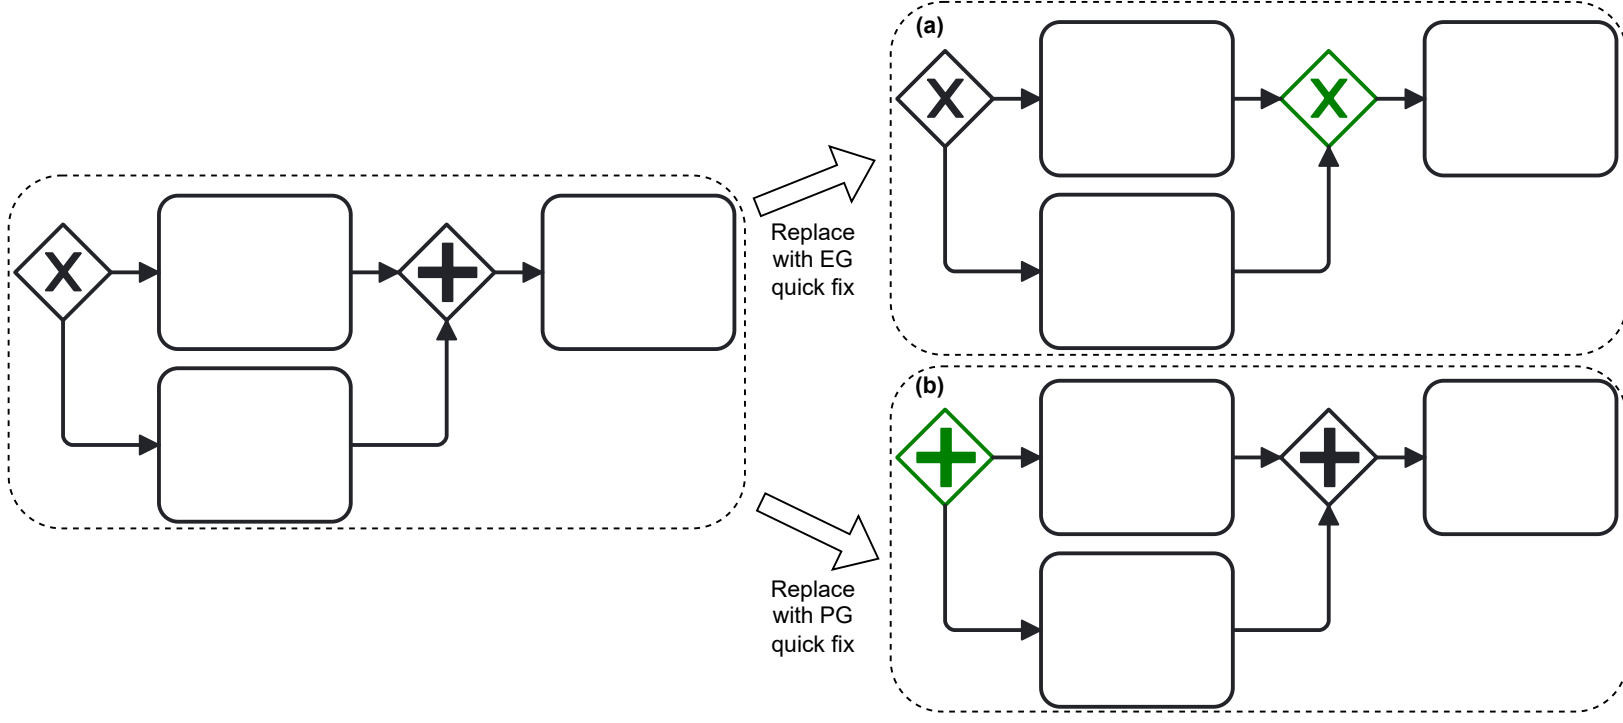 (a)
Replace
with EG
quick fix
(b)
Replace
with PG
quick fix